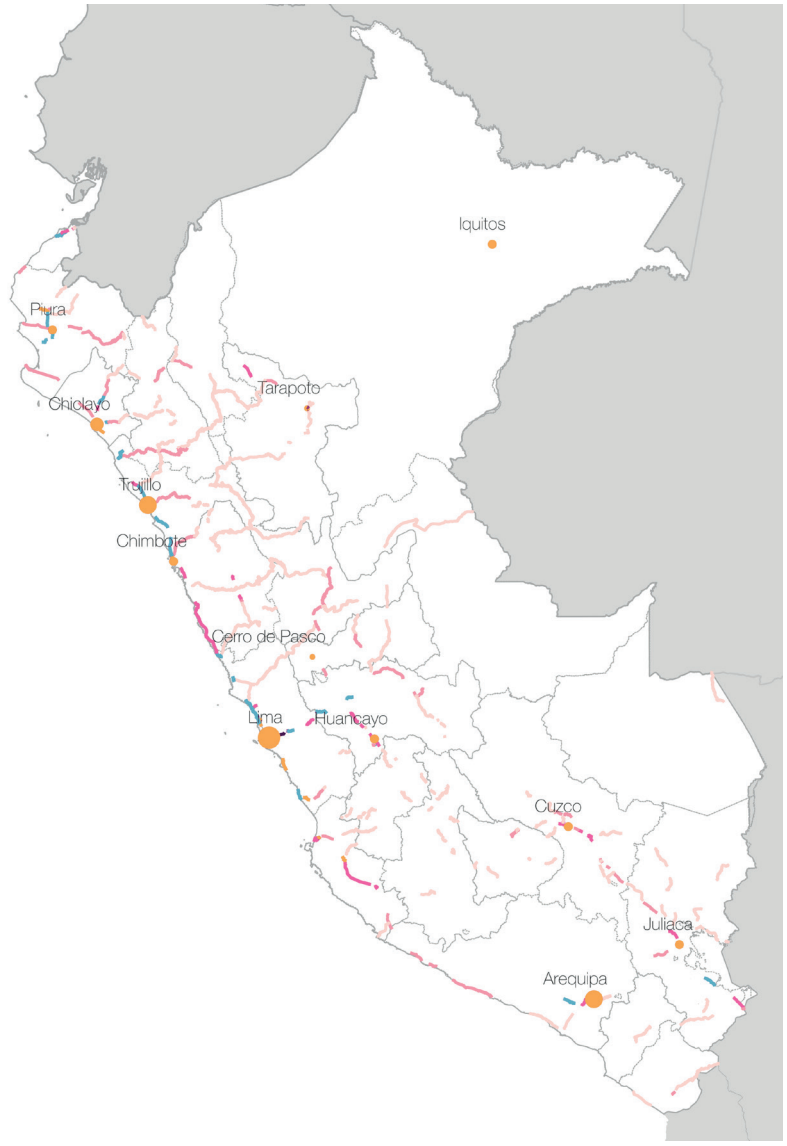 Iquitos
Piura
Tarapoto
Chiclayo
Trujillo
Chimbote
Cerro de Pasco
Lima
Huancayo
Cuzco
Juliaca
Arequipa